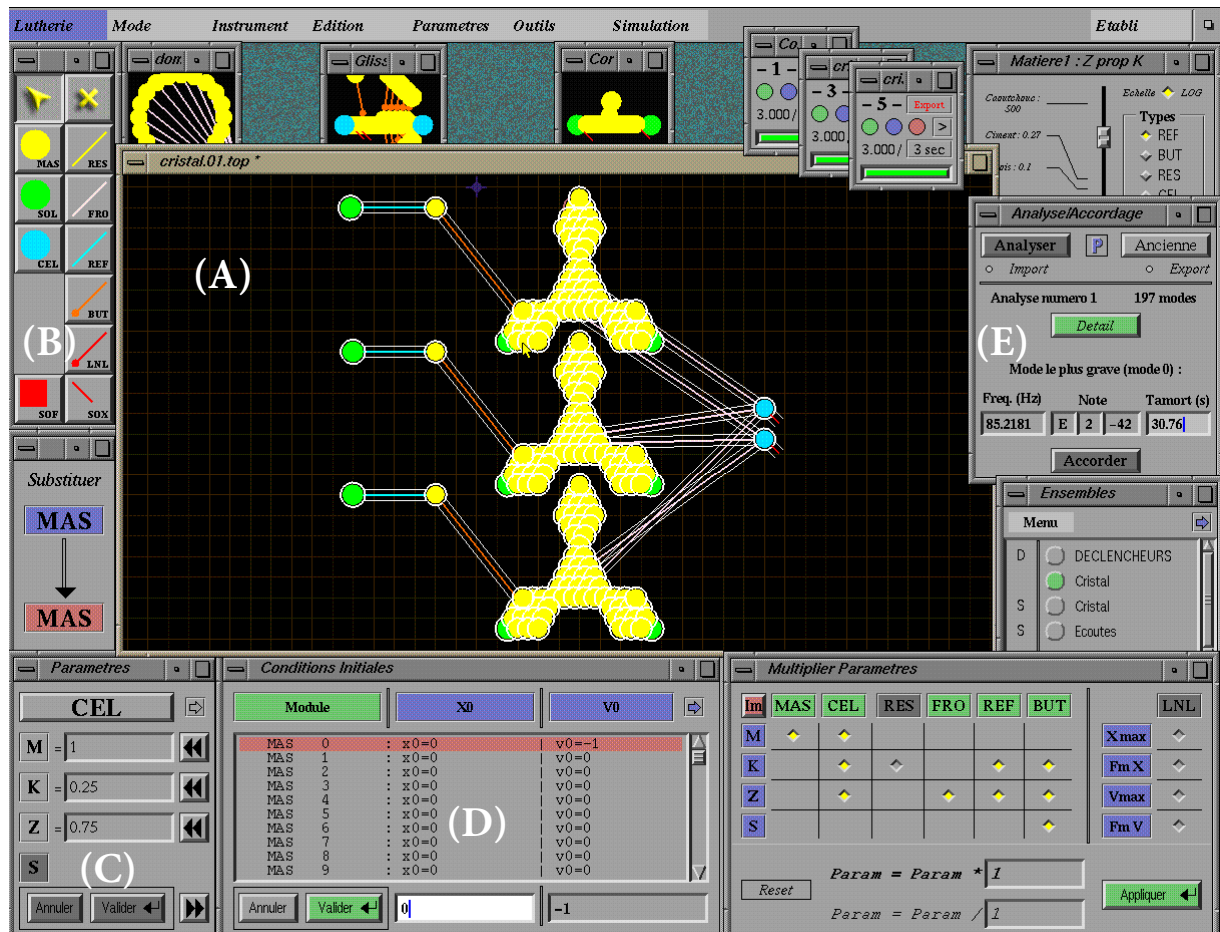 Lutherie Mode Instrument Edition Parametres Outils Simulation Etabli
Glis
Cor
Co
- 1 -
3.000 /
cr
- 3 -
3.000
cri.
- 5 - Export
>
3.000 / 3 sec
Matiere1 : Z prop K
Caoutchouc :
500
Ciment : 0.27
Echelle LOG
Types
REF
BUT
RES
CEL
MAS RES
SOL FRO
CEL REF
BUT
LNL
SOF SOX
(B)
Substituer
MAS
MAS
cristal.01.top *
(A)
Analyse/Accordage
Analyser P Ancienne
Import Export
Analyse numero 1 197 modes
Detail
(E)
Mode le plus grave (mode 0) :
Freq. (Hz) Note Tamort (s)
85.2181 E 2 -42 30.76
Accorder
Ensembles
Menu
D DECLENCHEURS
Cristal
S Cristal
S Ecoutes
Parametres
CEL
M = 1
K = 0.25
Z = 0.75
S
(C)
Annuler Valider
Conditions Initiales
Module X0 V0
MAS 0 : x0=0 | v0=-1
MAS 1 : x0=0 | v0=0
MAS 2 : x0=0 | v0=0
MAS 3 : x0=0 | v0=0
MAS 4 : x0=0 | v0=0
MAS 5 : x0=0 | v0=0
MAS 6 : x0=0 | v0=0
MAS 7 : x0=0 | v0=0
MAS 8 : x0=0 | v0=0
MAS 9 : x0=0 | v0=0
(D)
Annuler Valider 0 -1
Multiplier Parametres
Im MAS CEL RES FRO REF BUT LNL
M X max
K Fm X
Z Vmax
S Fm V
Reset
Param = Param * 1
Param = Param / 1
Appliquer